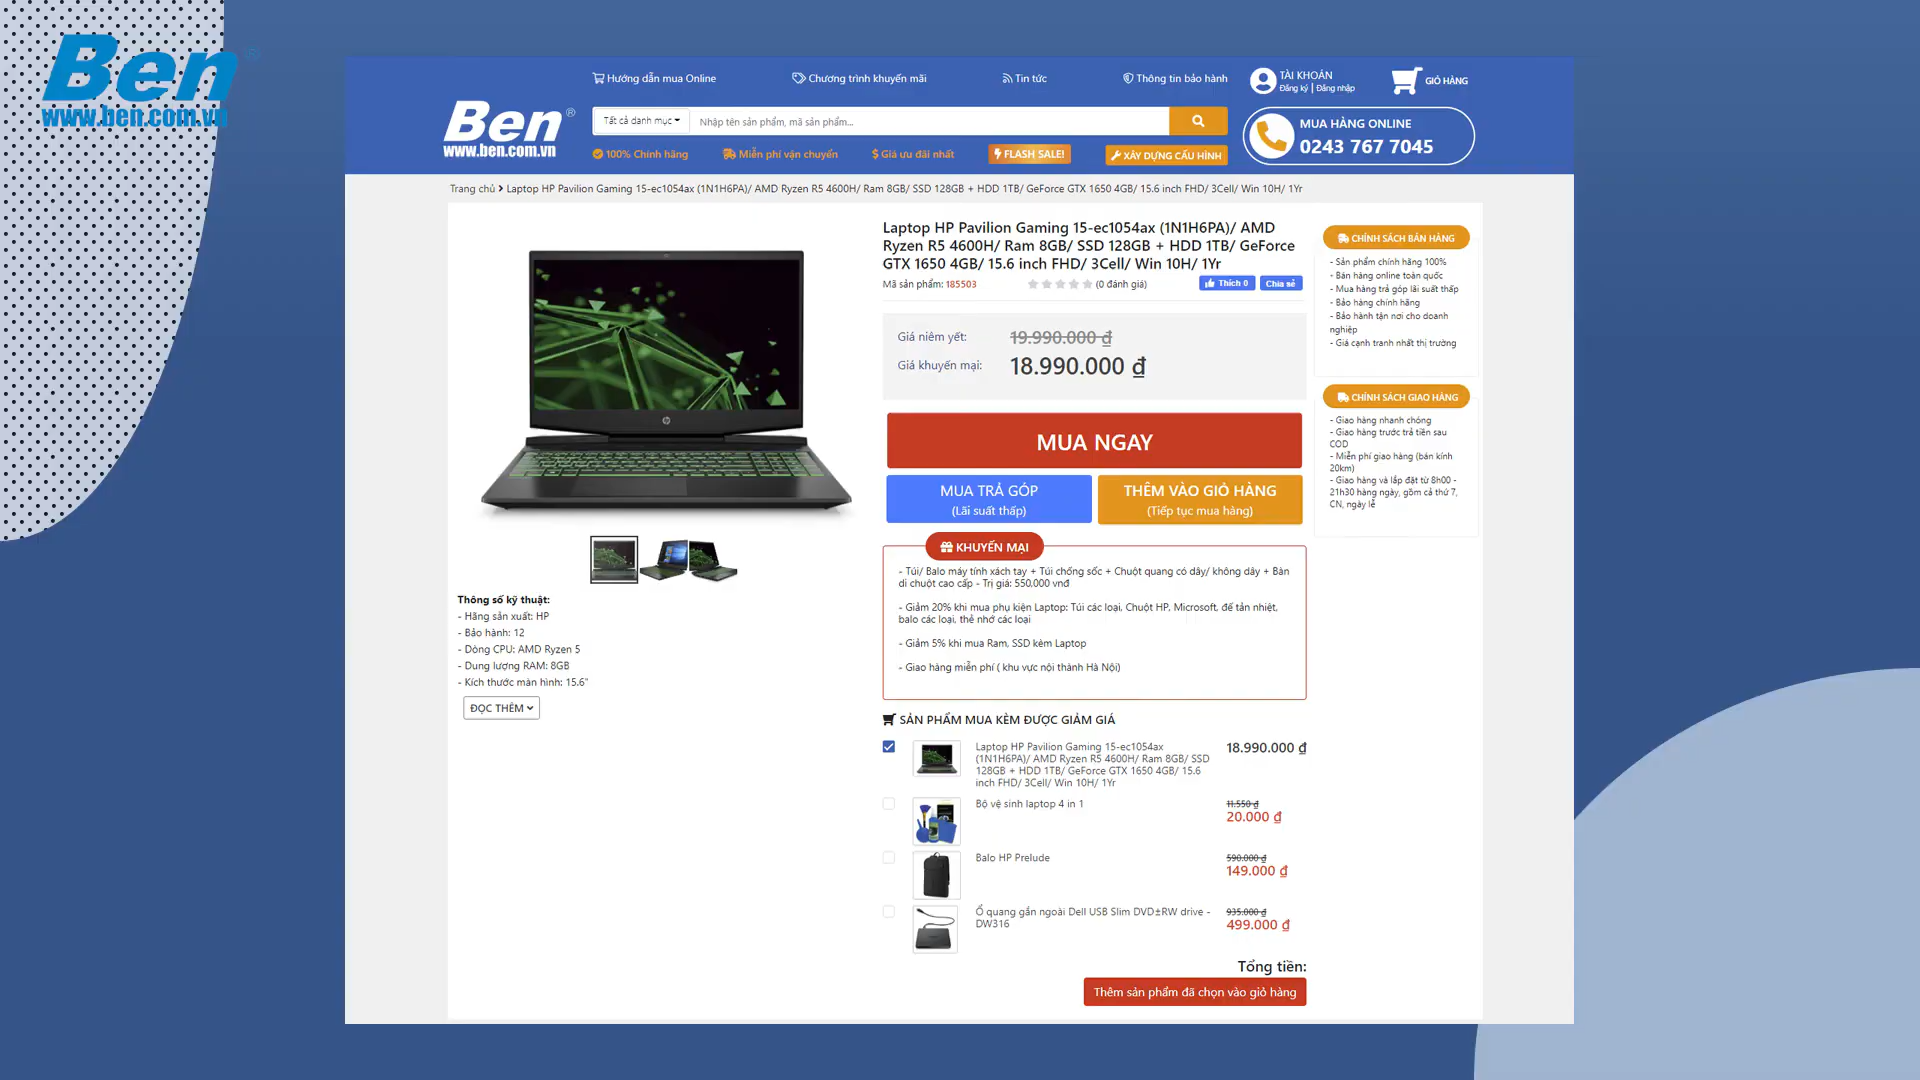 Ben®
www.ben.com.vn
Hướng dẫn mua Online
Chương trình khuyến mãi
Tin tức
Thông tin bảo hành
TÀI KHOẢN
Đăng ký | Đăng nhập
GIỎ HÀNG
Ben®
www.ben.com.vn
Tất cả danh mục
Nhập tên sản phẩm, mã sản phẩm...
MUA HÀNG ONLINE
0243 767 7045
100% Chính hãng
Miễn phí vận chuyển
Giá ưu đãi nhất
FLASH SALE!
XÂY DỰNG CẤU HÌNH
Trang chủ > Laptop HP Pavilion Gaming 15-ec1054ax (1N1H6PA)/ AMD Ryzen R5 4600H/ Ram 8GB/ SSD 128GB + HDD 1TB/ GeForce GTX 1650 4GB/ 15.6 inch FHD/ 3Cell/ Win 10H/ 1Yr
Laptop HP Pavilion Gaming 15-ec1054ax (1N1H6PA)/ AMD
Ryzen R5 4600H/ Ram 8GB/ SSD 128GB + HDD 1TB/ GeForce
GTX 1650 4GB/ 15.6 inch FHD/ 3Cell/ Win 10H/ 1Yr
Mã sản phẩm: 185503
(0 đánh giá)
Thích 0
Chia sẻ
Giá niêm yết:
19.990.000 ₫
Giá khuyến mại:
18.990.000 ₫
MUA NGAY
MUA TRẢ GÓP
(Lãi suất thấp)
THÊM VÀO GIỎ HÀNG
(Tiếp tục mua hàng)
KHUYẾN MẠI
- Túi/ Balo máy tính xách tay + Túi chống sốc + Chuột quang có dây/ không dây + Bàn
di chuột cao cấp - Trị giá: 550,000 vnđ
- Giảm 20% khi mua phụ kiện Laptop: Túi các loại, Chuột HP, Microsoft, đế tản nhiệt,
balo các loại, thẻ nhớ các loại
- Giảm 5% khi mua Ram, SSD kèm Laptop
- Giao hàng miễn phí ( khu vực nội thành Hà Nội)
SẢN PHẨM MUA KÈM ĐƯỢC GIẢM GIÁ
Laptop HP Pavilion Gaming 15-ec1054ax
(1N1H6PA)/ AMD Ryzen R5 4600H/ Ram 8GB/ SSD
128GB + HDD 1TB/ GeForce GTX 1650 4GB/ 15.6
inch FHD/ 3Cell/ Win 10H/ 1Yr
18.990.000 ₫
Bộ vệ sinh laptop 4 in 1
11.550 ₫
20.000 ₫
Balo HP Prelude
590.000 ₫
149.000 ₫
Ổ quang gắn ngoài Dell USB Slim DVD±RW drive -
DW316
935.000 ₫
499.000 ₫
Tổng tiền:
Thêm sản phẩm đã chọn vào giỏ hàng
CHÍNH SÁCH BÁN HÀNG
- Sản phẩm chính hãng 100%
- Bán hàng online toàn quốc
- Mua hàng trả góp lãi suất thấp
- Bảo hàng chính hãng
- Bảo hành tận nơi cho doanh
nghiệp
- Giá cạnh tranh nhất thị trường
CHÍNH SÁCH GIAO HÀNG
- Giao hàng nhanh chóng
- Giao hàng trước trả tiền sau
COD
- Miễn phí giao hàng (bán kính
20km)
- Giao hàng và lắp đặt từ 8h00 -
21h30 hàng ngày, gồm cả thứ 7,
CN, ngày lễ
Thông số kỹ thuật:
- Hãng sản xuất: HP
- Bảo hành: 12
- Dòng CPU: AMD Ryzen 5
- Dung lượng RAM: 8GB
- Kích thước màn hình: 15.6"
ĐỌC THÊM